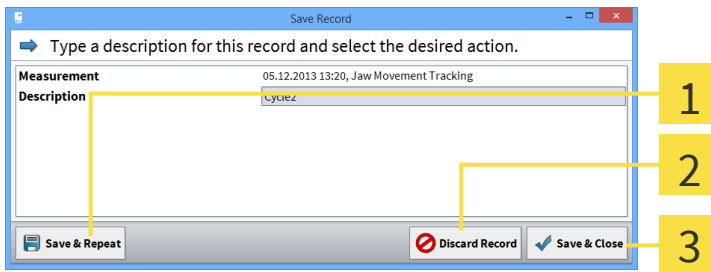 Save Record
Type a description for this record and select the desired action.
Measurement 05.12.2013 13:20, Jaw Movement Tracking
Description Cycle2
1
2
Save & Repeat Discard Record Save & Close
3